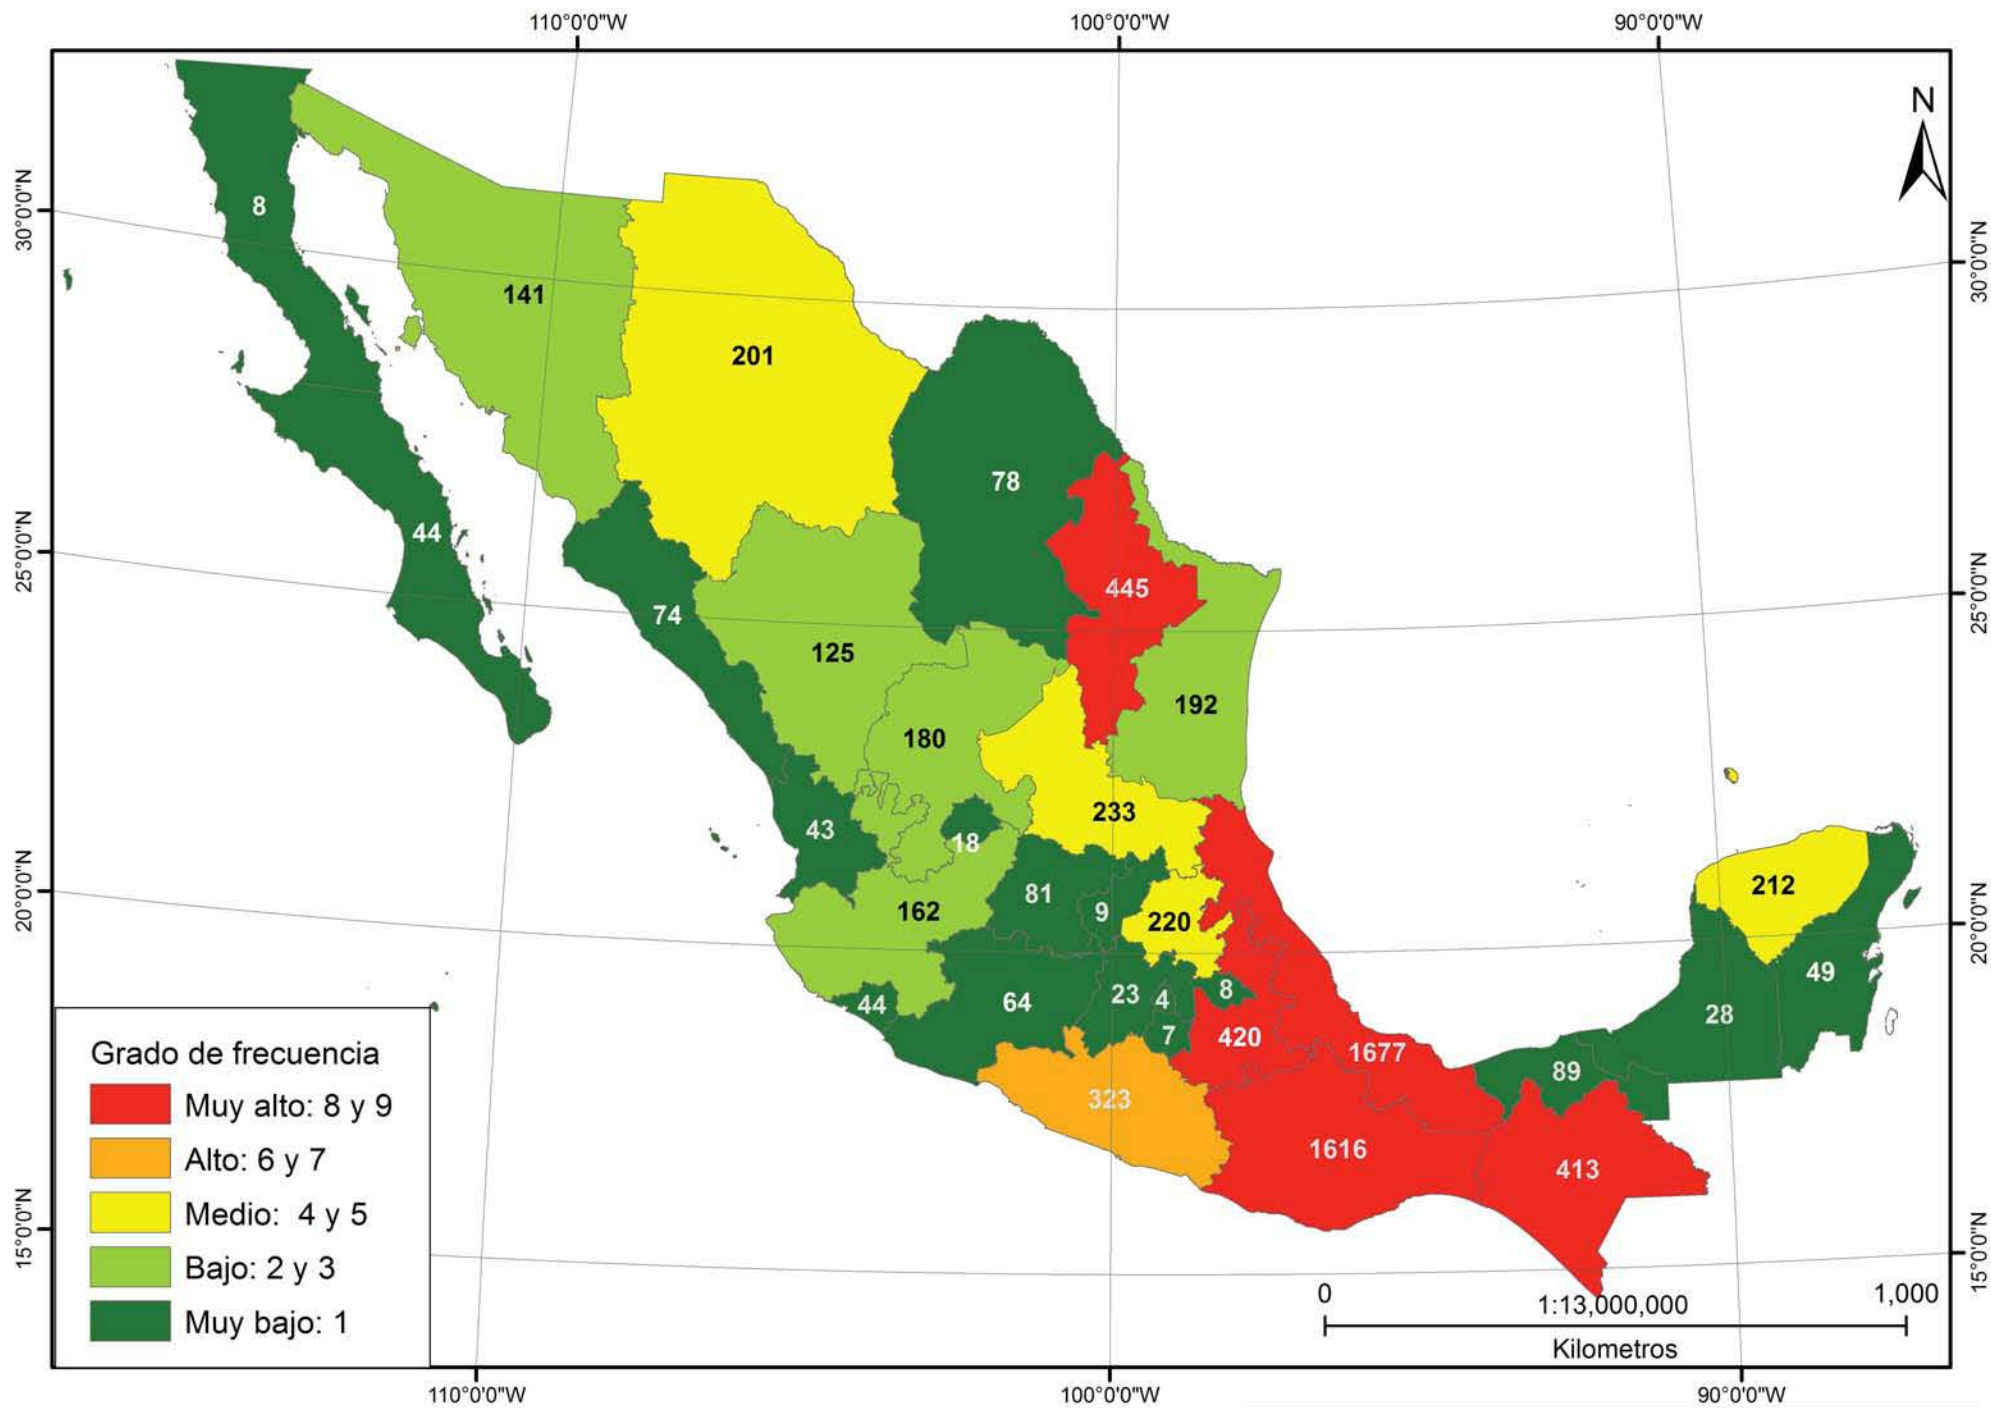 110°0'0"W 100°0'0"W 90°0'0"W
N
30°0'0"N
30°0'0"N
25°0'0"N
25°0'0"N
20°0'0"N
20°0'0"N
15°0'0"N
15°0'0"N
8
141
201
78
44
445
74
125
192
180
233
43
18
212
81
9
220
162
49
44
64
23
4
8
28
7
420
1677
89
323
1616
413
Grado de frecuencia
Muy alto: 8 y 9
Alto: 6 y 7
Medio: 4 y 5
Bajo: 2 y 3
Muy bajo: 1
0 1:13,000,000 1,000
Kilometros
110°0'0"W 100°0'0"W 90°0'0"W